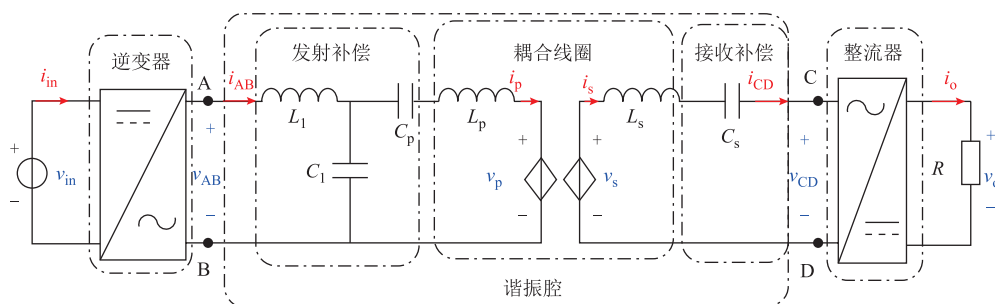 逆变器
发射补偿
耦合线圈
接收补偿
整流器
i_in
A
i_AB
i_p
i_s
i_CD
C
i_o
L_1
C_p
L_p
L_s
C_s
+
+
+
+
+
+
v_in
v_AB
C_1
v_p
v_s
v_CD
R
−
−
−
−
−
−
B
D
谐振腔